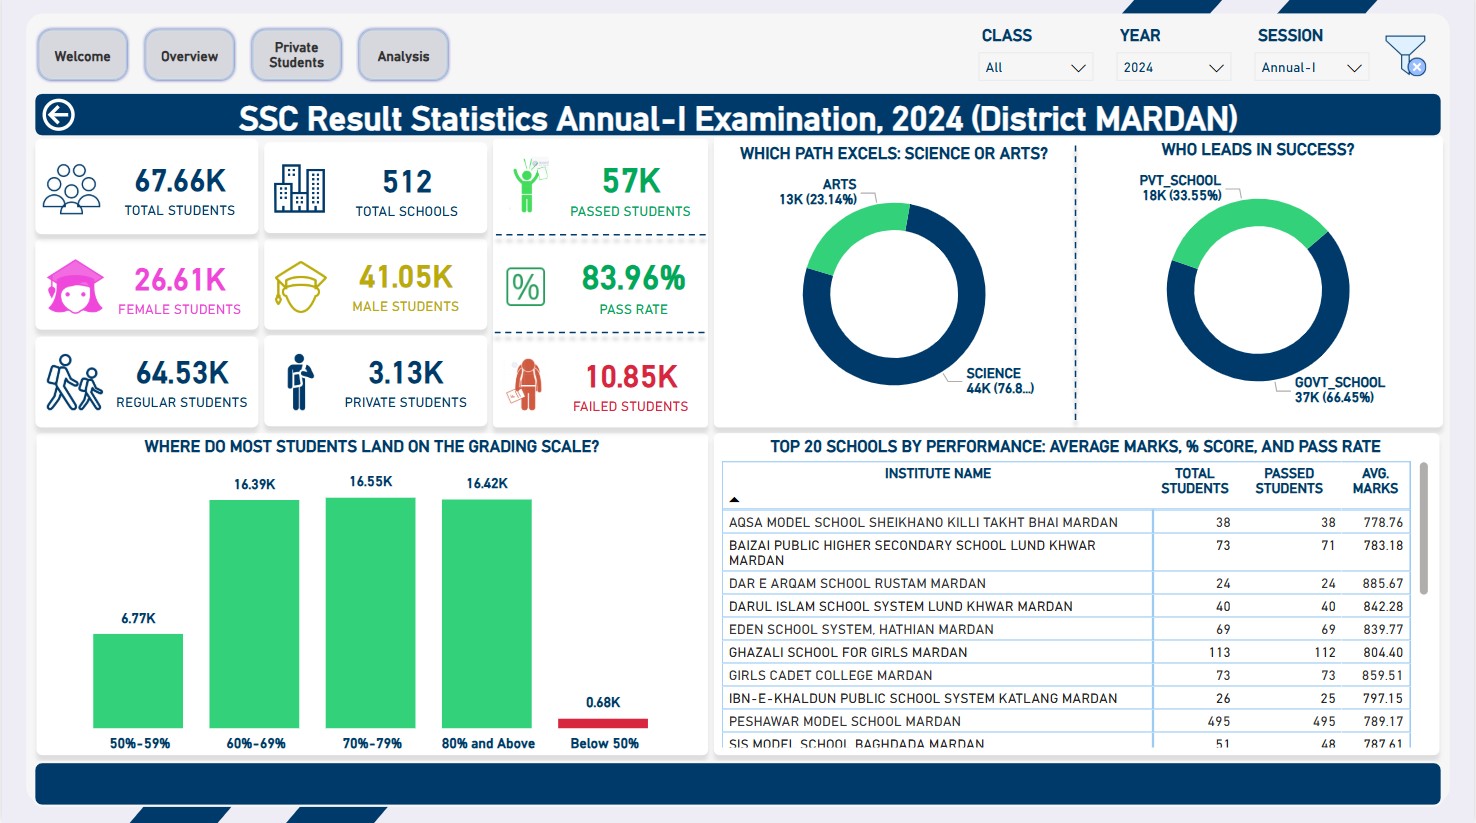 Welcome
Overview
Private
Students
Analysis
CLASS
All
YEAR
2024
SESSION
Annual-I
SSC Result Statistics Annual-I Examination, 2024 (District MARDAN)
67.66K
TOTAL STUDENTS
512
TOTAL SCHOOLS
57K
PASSED STUDENTS
26.61K
FEMALE STUDENTS
41.05K
MALE STUDENTS
%
83.96%
PASS RATE
64.53K
REGULAR STUDENTS
3.13K
PRIVATE STUDENTS
10.85K
FAILED STUDENTS
WHICH PATH EXCELS: SCIENCE OR ARTS?
ARTS
13K (23.14%)
SCIENCE
44K (76.8...)
WHO LEADS IN SUCCESS?
PVT_SCHOOL
18K (33.55%)
GOVT_SCHOOL
37K (66.45%)
WHERE DO MOST STUDENTS LAND ON THE GRADING SCALE?
6.77K
16.39K
16.55K
16.42K
0.68K
50%-59%
60%-69%
70%-79%
80% and Above
Below 50%
TOP 20 SCHOOLS BY PERFORMANCE: AVERAGE MARKS, % SCORE, AND PASS RATE
INSTITUTE NAME
TOTAL
STUDENTS
PASSED
STUDENTS
AVG.
MARKS
AQSA MODEL SCHOOL SHEIKHANO KILLI TAKHT BHAI MARDAN 38 38 778.76
BAIZAI PUBLIC HIGHER SECONDARY SCHOOL LUND KHWAR 73 71 783.18
MARDAN
DAR E ARQAM SCHOOL RUSTAM MARDAN 24 24 885.67
DARUL ISLAM SCHOOL SYSTEM LUND KHWAR MARDAN 40 40 842.28
EDEN SCHOOL SYSTEM, HATHIAN MARDAN 69 69 839.77
GHAZALI SCHOOL FOR GIRLS MARDAN 113 112 804.40
GIRLS CADET COLLEGE MARDAN 73 73 859.51
IBN-E-KHALDUN PUBLIC SCHOOL SYSTEM KATLANG MARDAN 26 25 797.15
PESHAWAR MODEL SCHOOL MARDAN 495 495 789.17
SIS MODEL SCHOOL BAGHDADA MARDAN 51 48 787.61